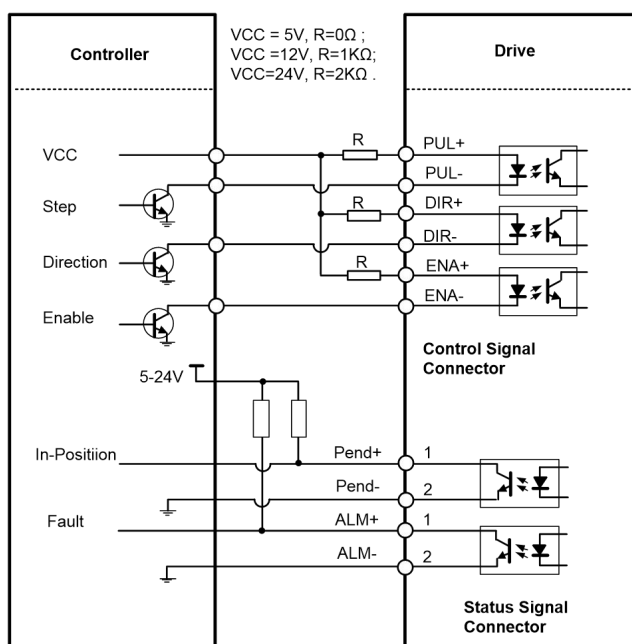 Controller
VCC = 5V, R=0Ω ;
VCC =12V, R=1KΩ;
VCC=24V, R=2KΩ .
Drive
VCC
R
PUL+
PUL-
Step
R
DIR+
DIR-
Direction
R
ENA+
ENA-
Enable
Control Signal
Connector
5-24V
In-Positiion
Pend+
1
Pend-
2
Fault
ALM+
1
ALM-
2
Status Signal
Connector